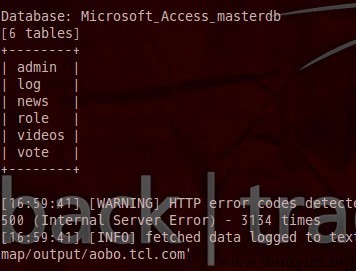 Database: Microsoft_Access_masterdb
[6 tables]
+--------+
| admin  |
| log    |
| news   |
| role   |
| videos |
| vote   |
+--------+
[16:59:41] [WARNING] HTTP error codes detecte
500 (Internal Server Error) - 3134 times
[16:59:41] [INFO] fetched data logged to text
map/output/aobo.tcl.com'
back | tra